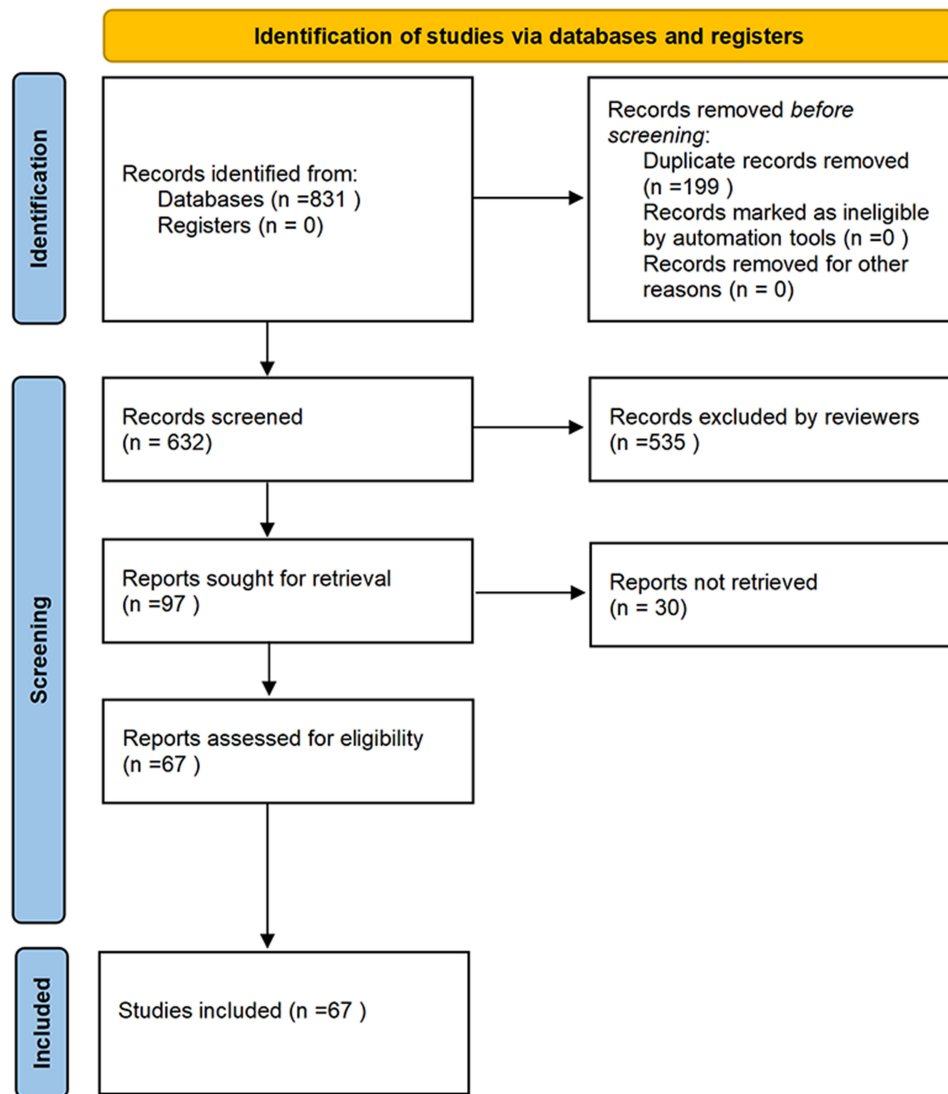 Identification of studies via databases and registers
Identification
Records identified from:
Databases (n =831 )
Registers (n = 0)
Records removed before
screening:
Duplicate records removed
(n =199 )
Records marked as ineligible
by automation tools (n =0 )
Records removed for other
reasons (n = 0)
Screening
Records screened
(n = 632)
Records excluded by reviewers
(n =535 )
Reports sought for retrieval
(n =97 )
Reports not retrieved
(n = 30)
Reports assessed for eligibility
(n =67 )
Included
Studies included (n =67 )